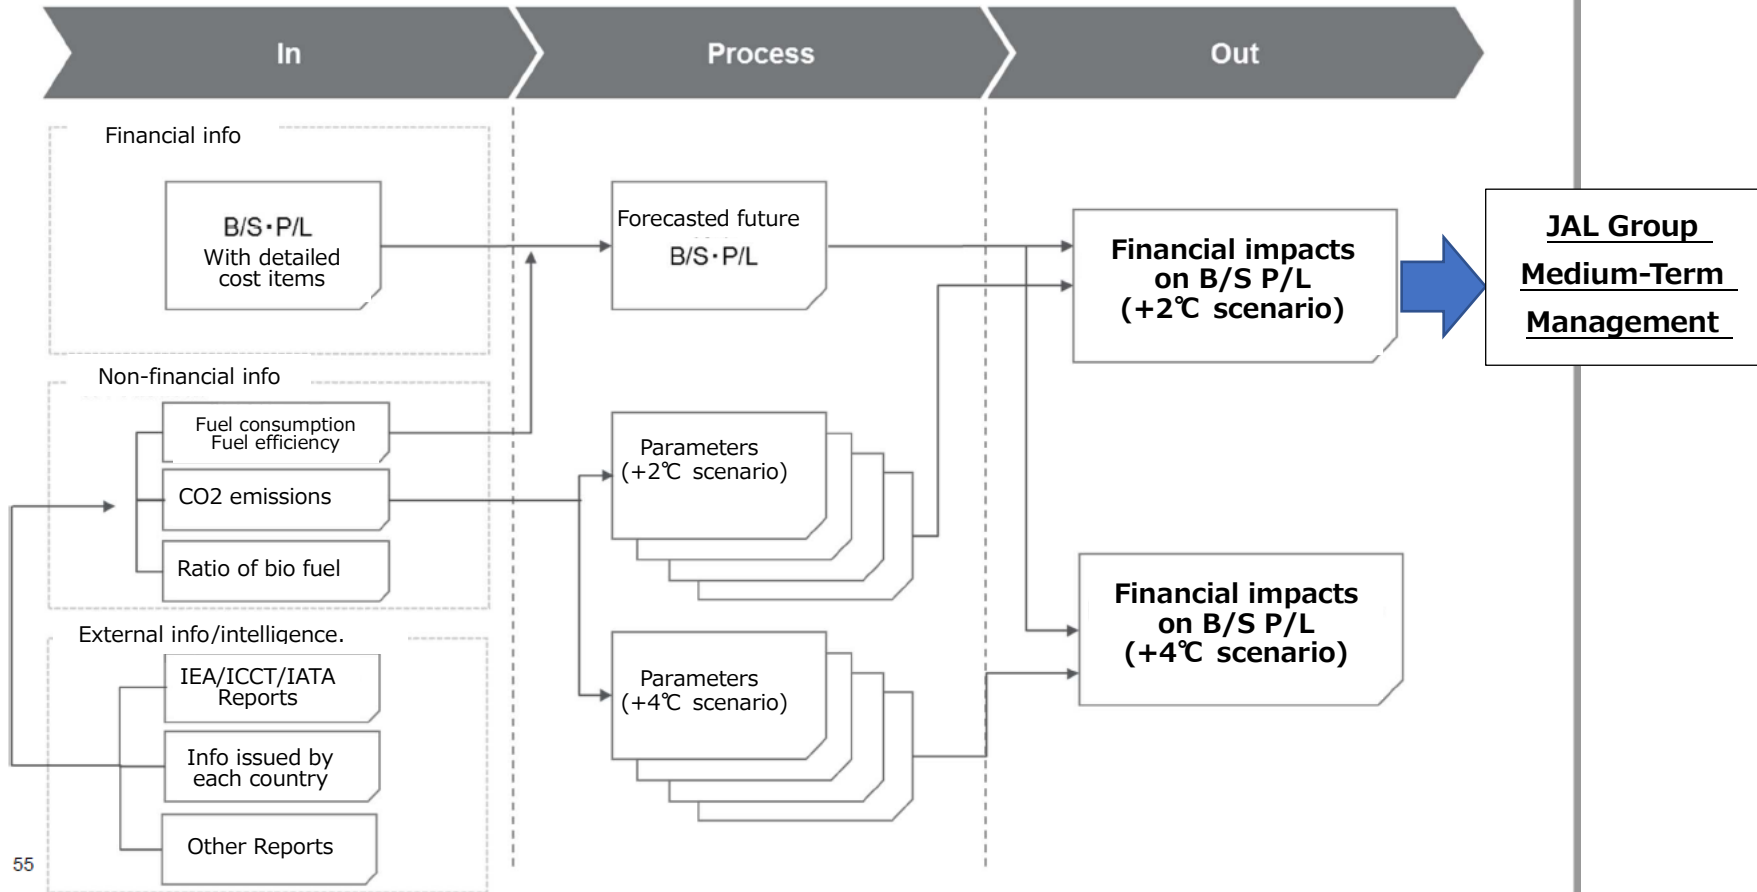 In
Process
Out
Financial info
B/S･P/L
With detailed
cost items
Forecasted future
B/S･P/L
Financial impacts
on B/S P/L
(+2℃ scenario)
JAL Group
Medium-Term
Management
Non-financial info
Fuel consumption
Fuel efficiency
CO2 emissions
Ratio of bio fuel
Parameters
(+2℃ scenario)
Parameters
(+4℃ scenario)
Financial impacts
on B/S P/L
(+4℃ scenario)
External info/intelligence.
IEA/ICCT/IATA
Reports
Info issued by
each country
Other Reports
55